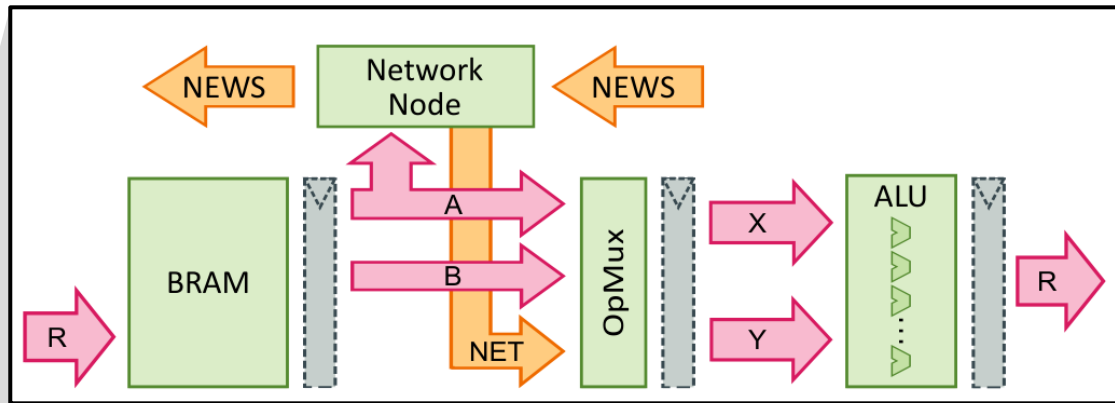 NEWS
Network
Node
NEWS
R
BRAM
A
B
NET
OpMux
X
Y
ALU
R